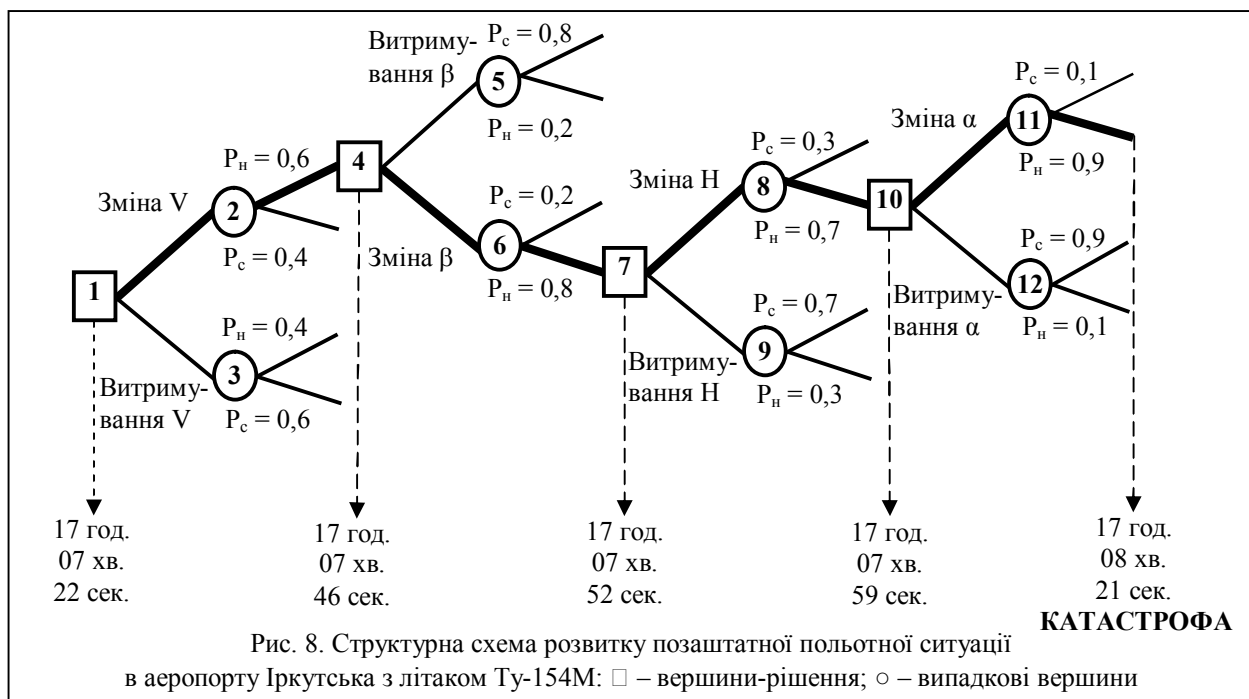 Витриму-
вання β
Pс = 0,8
5
Pн = 0,2
Pс = 0,1
Зміна α
11
Pн = 0,9
Pн = 0,6
4
Зміна V
2
Pс = 0,4
Зміна β
Pс = 0,2
6
Pн = 0,8
Зміна H
Pс = 0,3
8
Pн = 0,7
10
Pс = 0,9
12
Pн = 0,1
Витриму-
вання α
1
7
Pн = 0,4
3
Pс = 0,6
Витриму-
вання V
Pс = 0,7
9
Pн = 0,3
Витриму-
вання H
17 год.
07 хв.
22 сек.
17 год.
07 хв.
46 сек.
17 год.
07 хв.
52 сек.
17 год.
07 хв.
59 сек.
17 год.
08 хв.
21 сек.
КАТАСТРОФА
Рис. 8. Структурна схема розвитку позаштатної польотної ситуації
в аеропорту Іркутська з літаком Ту-154М: □ – вершини-рішення; ○ – випадкові вершини